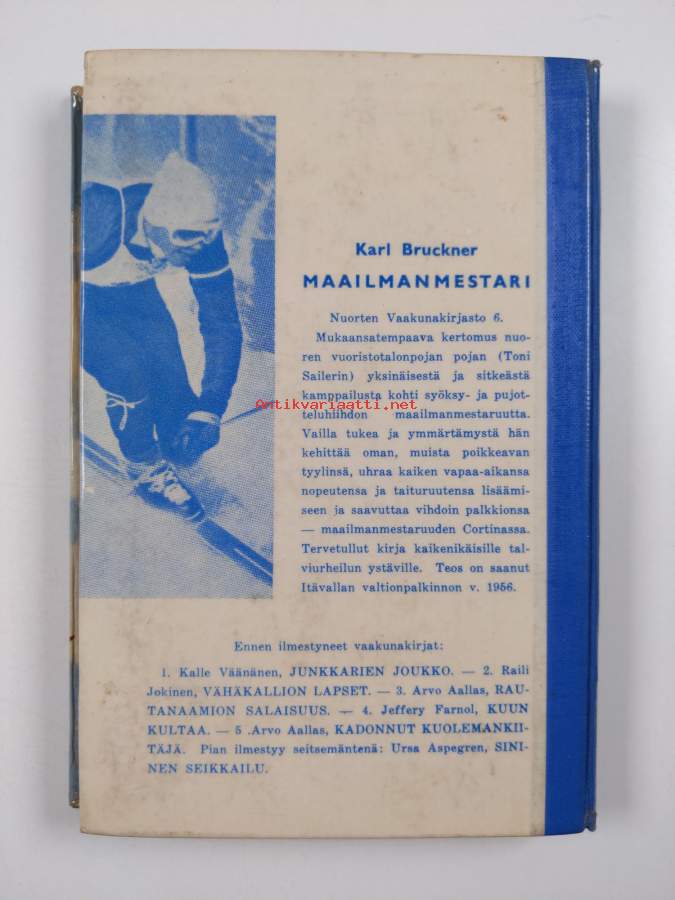 Karl Bruckner
MAAILMANMESTARI
Nuorten Vaakunakirjasto 6.
Mukaansatempaava kertomus nuo-
ren vuoristotalonpojan pojan (Toni
Sailerin) yksinäisestä ja sitkeästä
kamppailusta kohti syöksy- ja pujot-
teluhiihdon maailmanmestaruutta.
Antikvariaatti.net
Vailla tukea ja ymmärtämystä hän
kehittää oman, muista poikkeavan
tyylinsä, uhraa kaiken vapaa-aikansa
nopeutensa ja taituruutensa lisäämi-
seen ja saavuttaa vihdoin palkkionsa
— maailmanmestaruuden Cortinassa.
Tervetullut kirja kaikenikäisille tal-
viurheilun ystäville. Teos on saanut
Itävallan valtionpalkinnon v. 1956.
Ennen ilmestyneet vaakunakirjat:
1. Kalle Väänänen, JUNKKARIEN JOUKKO. — 2. Raili
Jokinen, VÄHÄKALLION LAPSET. — 3. Arvo Aallas, RAU-
TANAAMION SALAISUUS. — 4. Jeffery Farnol, KUUN
KULTAA. — 5 .Arvo Aallas, KADONNUT KUOLEMANKII-
TÄJÄ. Pian ilmestyy seitsemäntenä: Ursa Aspegren, SINI-
NEN SEIKKAILU.